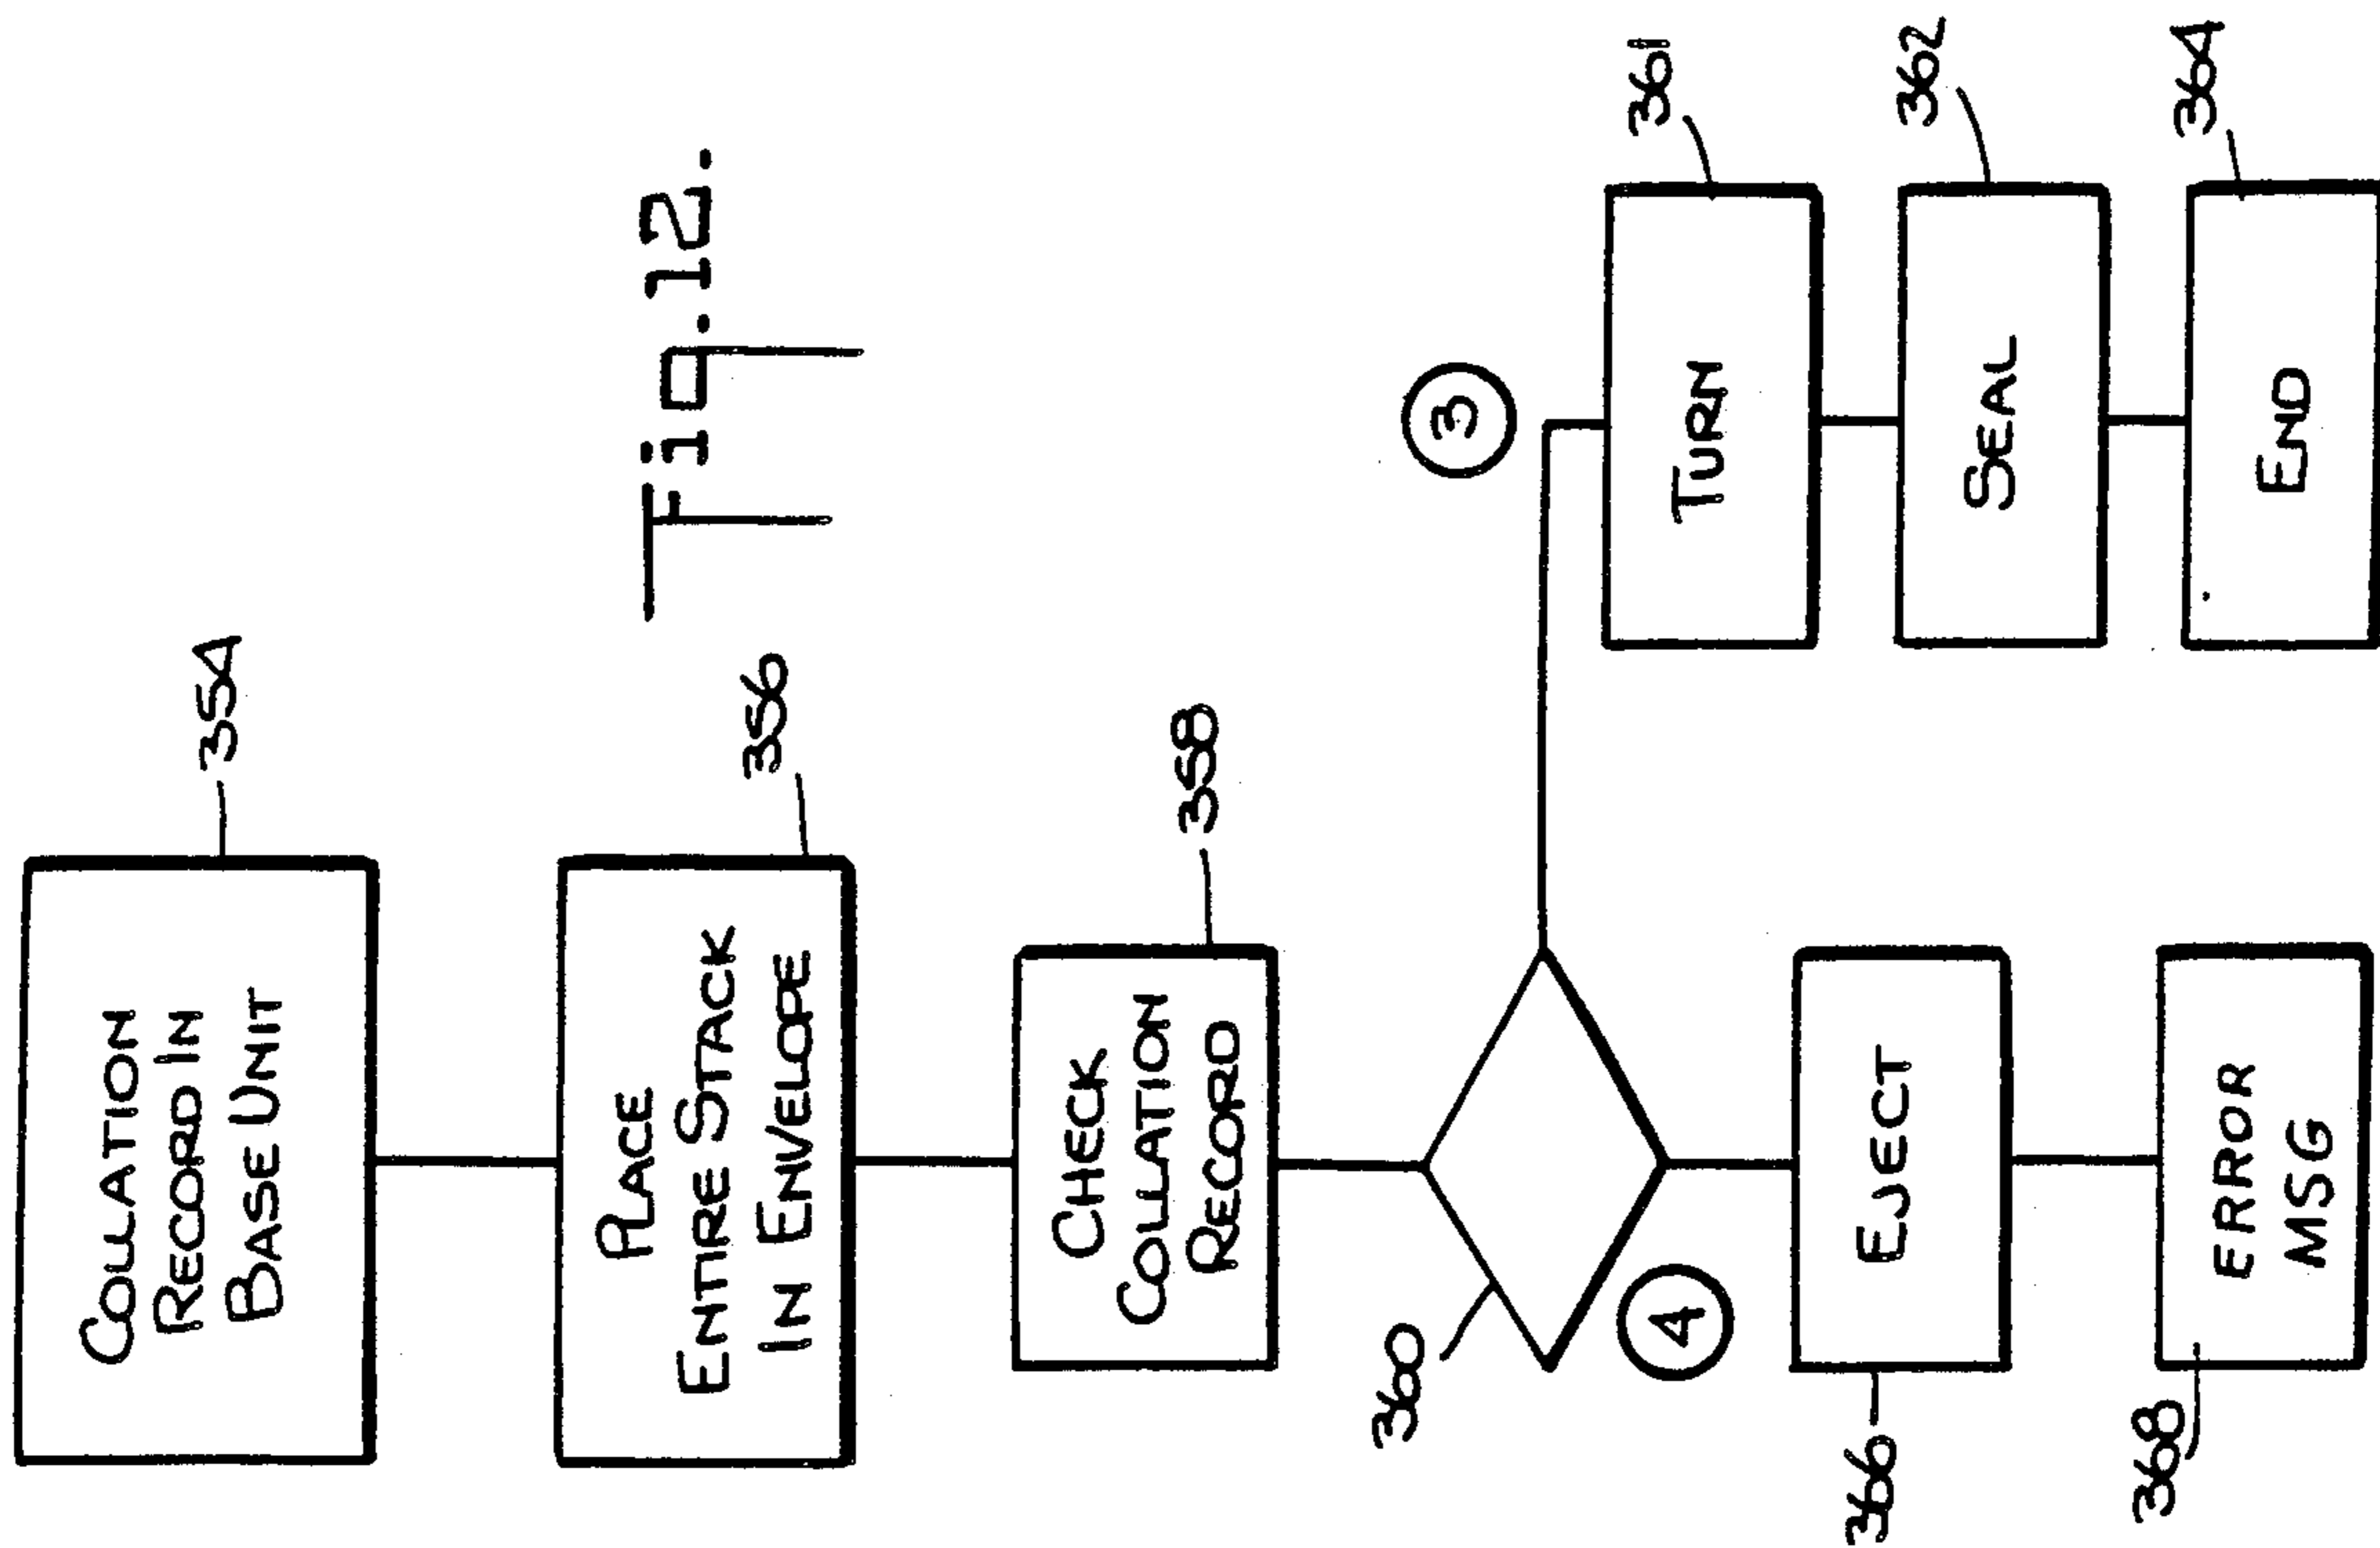 COLLATION
RECORD IN
BASE UNIT
354
PLACE
ENTIRE STACK
IN ENVELOPE
356
Fig. 12.
CHECK
COLLATION
RECORD
358
360
3
4
TURN
361
SEAL
362
END
364
366
EJECT
368
ERROR
MSG